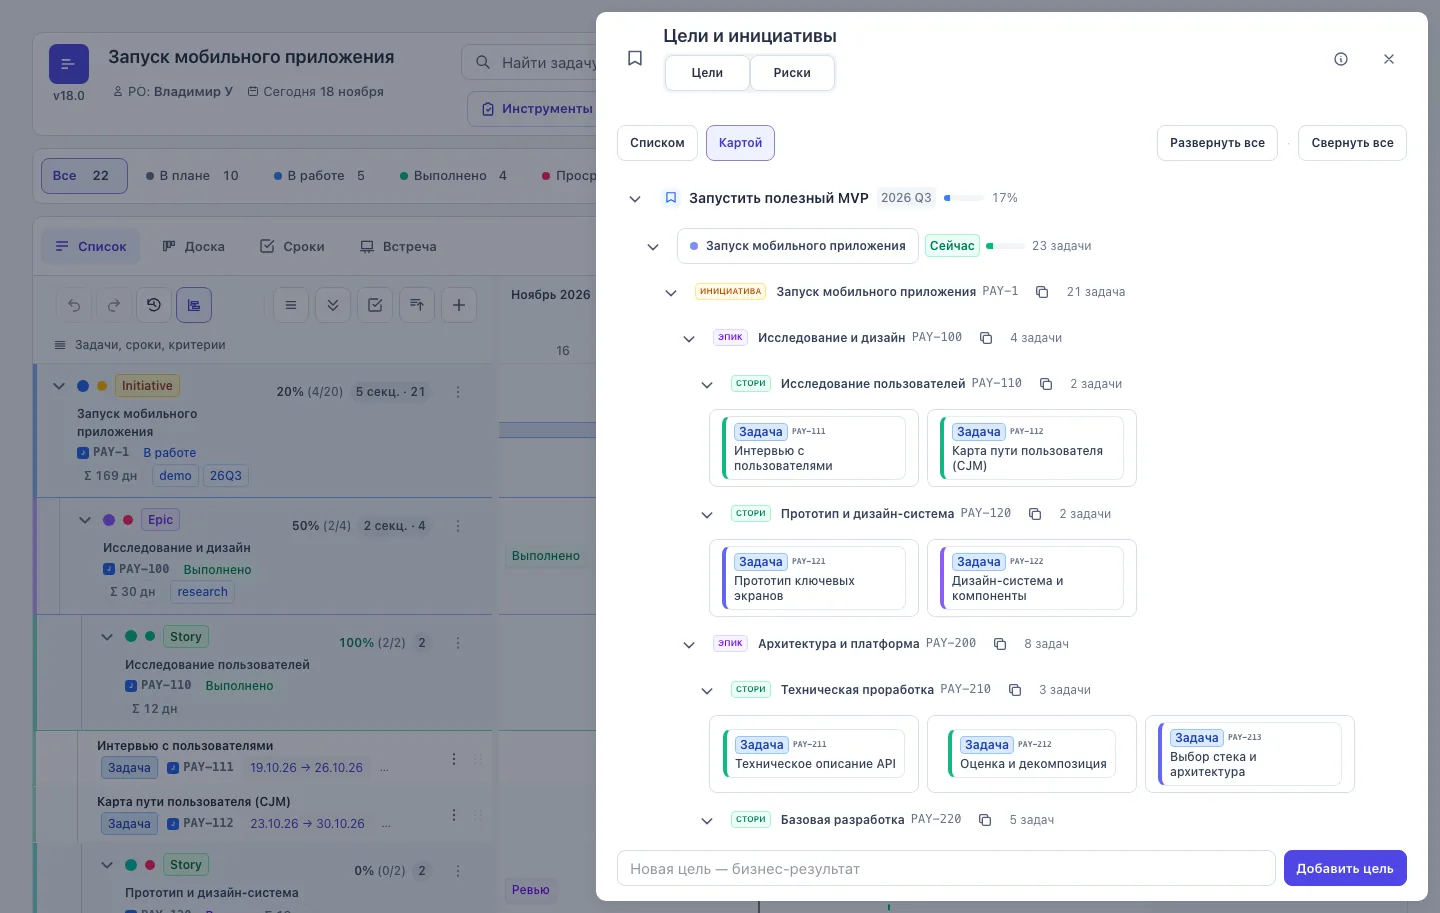 Запуск мобильного приложения
v18.0
PO: Владимир У
Сегодня 18 ноября
Найти задачу
Инструменты
Все 22
В плане 10
В работе 5
Выполнено 4
Список
Доска
Сроки
Встреча
Ноябрь 2026
16
Задачи, сроки, критерии
Initiative
20% (4/20)
5 секц. · 21
Запуск мобильного
приложения
PAY-1
В работе
Σ 169 дн
demo
26Q3
Epic
50% (2/4)
2 секц. · 4
Исследование и дизайн
PAY-100
Выполнено
Σ 30 дн
research
Выполнено
Story
100% (2/2)
2
Исследование пользователей
PAY-110
Выполнено
Σ 12 дн
Интервью с пользователями
Задача
PAY-111
19.10.26 → 26.10.26
...
Карта пути пользователя (CJM)
Задача
PAY-112
23.10.26 → 30.10.26
...
Story
0% (0/2)
2
Прототип и дизайн-система
Ревью
Цели и инициативы
Цели
Риски
Списком
Картой
Развернуть все
·
Свернуть все
Запустить полезный MVP
2026 Q3
17%
Запуск мобильного приложения
Сейчас
23 задачи
ИНИЦИАТИВА
Запуск мобильного приложения
PAY-1
21 задача
ЭПИК
Исследование и дизайн
PAY-100
4 задачи
СТОРИ
Исследование пользователей
PAY-110
2 задачи
Задача
PAY-111
Интервью с
пользователями
Задача
PAY-112
Карта пути пользователя
(CJM)
СТОРИ
Прототип и дизайн-система
PAY-120
2 задачи
Задача
PAY-121
Прототип ключевых
экранов
Задача
PAY-122
Дизайн-система и
компоненты
ЭПИК
Архитектура и платформа
PAY-200
8 задач
СТОРИ
Техническая проработка
PAY-210
3 задачи
Задача
PAY-211
Техническое описание API
Задача
PAY-212
Оценка и декомпозиция
Задача
PAY-213
Выбор стека и
архитектура
СТОРИ
Базовая разработка
PAY-220
5 задач
Новая цель — бизнес-результат
Добавить цель